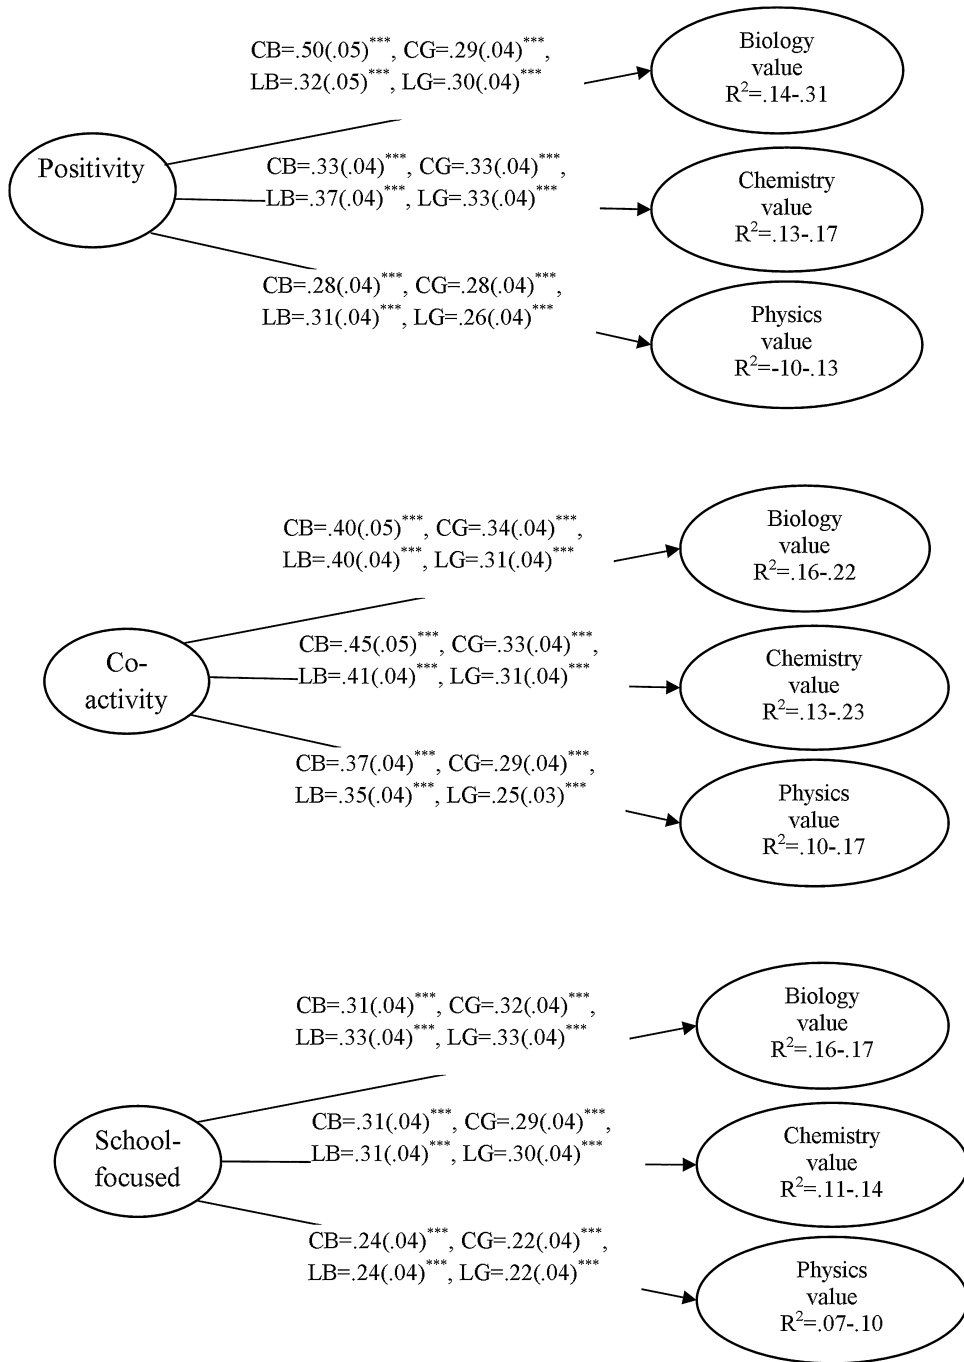 CB=.50(.05)***, CG=.29(.04)***,
LB=.32(.05)***, LG=.30(.04)***
Biology
value
R²=.14-.31
Positivity
CB=.33(.04)***, CG=.33(.04)***,
LB=.37(.04)***, LG=.33(.04)***
Chemistry
value
R²=.13-.17
CB=.28(.04)***, CG=.28(.04)***,
LB=.31(.04)***, LG=.26(.04)***
Physics
value
R²=-10-.13
CB=.40(.05)***, CG=.34(.04)***,
LB=.40(.04)***, LG=.31(.04)***
Biology
value
R²=.16-.22
Co-
activity
CB=.45(.05)***, CG=.33(.04)***,
LB=.41(.04)***, LG=.31(.04)***
Chemistry
value
R²=.13-.23
CB=.37(.04)***, CG=.29(.04)***,
LB=.35(.04)***, LG=.25(.03)***
Physics
value
R²=.10-.17
CB=.31(.04)***, CG=.32(.04)***,
LB=.33(.04)***, LG=.33(.04)***
Biology
value
R²=.16-.17
School-
focused
CB=.31(.04)***, CG=.29(.04)***,
LB=.31(.04)***, LG=.30(.04)***
Chemistry
value
R²=.11-.14
CB=.24(.04)***, CG=.22(.04)***,
LB=.24(.04)***, LG=.22(.04)***
Physics
value
R²=.07-.10